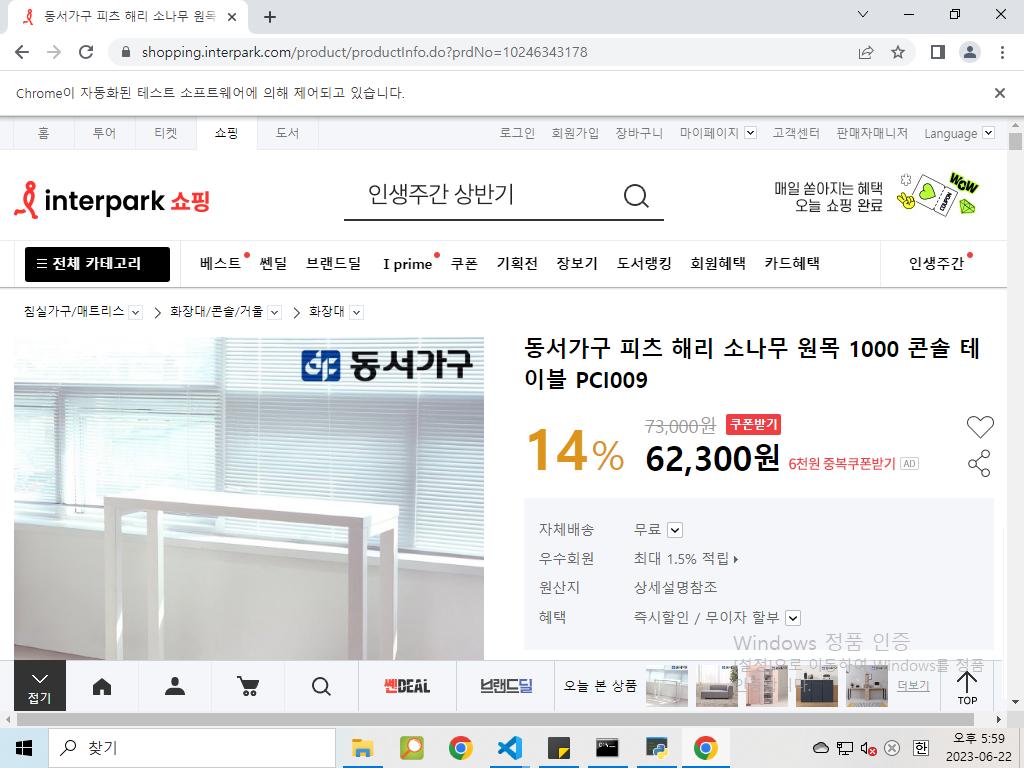 동서가구 피츠 해리 소나무 원목
shopping.interpark.com/product/productInfo.do?prdNo=10246343178
Chrome이 자동화된 테스트 소프트웨어에 의해 제어되고 있습니다.
홈 투어 티켓 쇼핑 도서 로그인 회원가입 장바구니 마이페이지 고객센터 판매자매니저 Language
interpark 쇼핑
인생주간 상반기
매일 쏟아지는 혜택
오늘 쇼핑 완료
WOW
COUPON
전체 카테고리 베스트 쎈딜 브랜드딜 I prime 쿠폰 기획전 장보기 도서랭킹 회원혜택 카드혜택 인생주간
침실가구/매트리스 화장대/콘솔/거울 화장대
동서가구
동서가구 피츠 해리 소나무 원목 1000 콘솔 테
이블 PCI009
14%
73,000원 쿠폰받기
62,300원 6천원 중복쿠폰받기 AD
자체배송 무료
우수회원 최대 1.5% 적립
원산지 상세설명참조
혜택 즉시할인 / 무이자 할부
Windows 정품 인증
[설정]으로 이동하여 Windows를 정품
접기
쎈DEAL 브랜드딜 오늘 본 상품 더보기 TOP
찾기
한
오후 5:59
2023-06-22